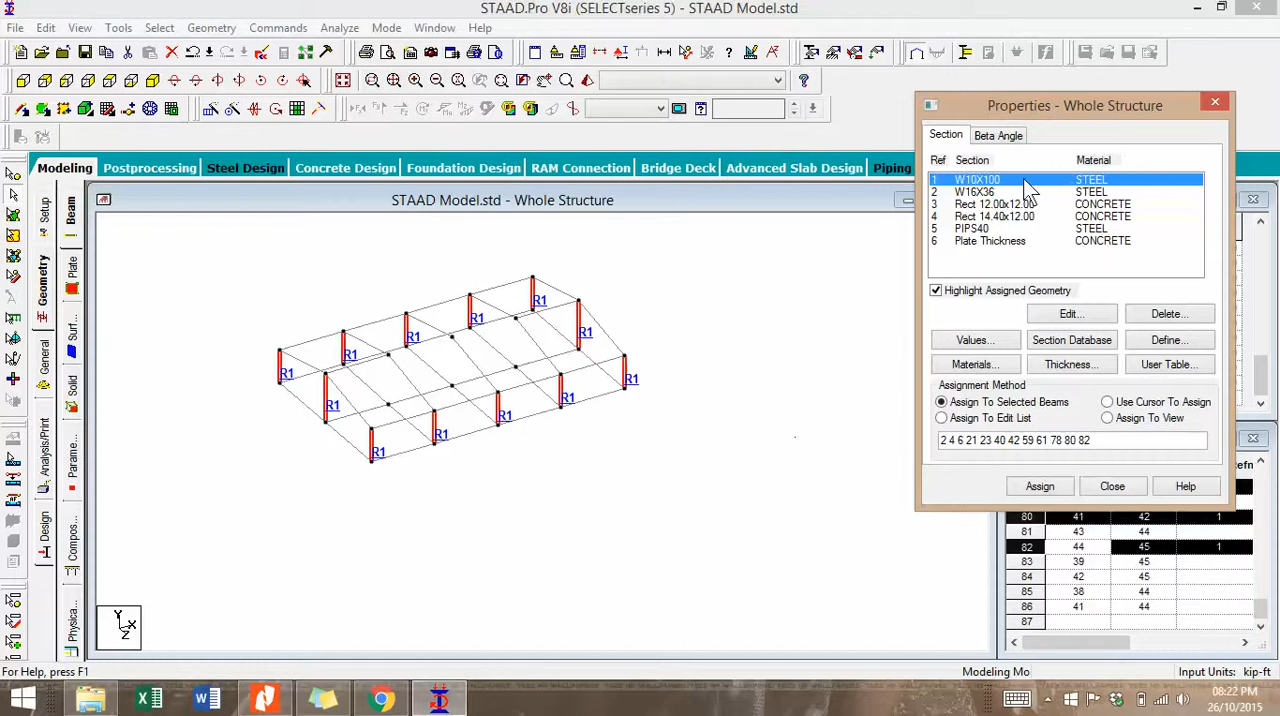 STAAD.Pro V8i (SELECTseries 5) - STAAD Model.std
File Edit View Tools Select Geometry Commands Analyze Mode Window Help
Modeling Postprocessing Steel Design Concrete Design Foundation Design RAM Connection Bridge Deck Advanced Slab Design Piping
STAAD Model.std - Whole Structure
Setup
Geometry
General
Analysis/Print
Design
Beam
Plate
Surf...
Solid
Parame...
Compos...
Physica...
R1
R1
R1
R1
R1
R1
R1
R1
R1
R1
R1
R1
Y
X
Z
Properties - Whole Structure
Section Beta Angle
Ref Section Material
1 W10X100 STEEL
2 W16X36 STEEL
3 Rect 12.00x12.00 CONCRETE
4 Rect 14.40x12.00 CONCRETE
5 PIPS40 STEEL
6 Plate Thickness CONCRETE
Highlight Assigned Geometry
Edit... Delete...
Values... Section Database Define...
Materials... Thickness... User Table...
Assignment Method
Assign To Selected Beams Use Cursor To Assign
Assign To Edit List Assign To View
2 4 6 21 23 40 42 59 61 78 80 82
Assign Close Help
80 41 42 1
81 43 44
82 44 45 1
83 39 45
84 42 45
85 38 44
86 41 44
87
For Help, press F1
Modeling Mo
Input Units: kip-ft
08:22 PM
26/10/2015